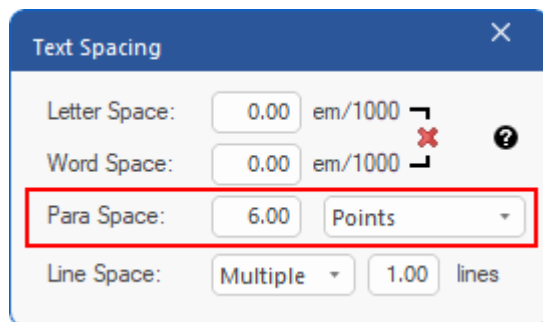 Text Spacing
Letter Space: 0.00 em/1000
Word Space: 0.00 em/1000
Para Space: 6.00 Points
Line Space: Multiple 1.00 lines